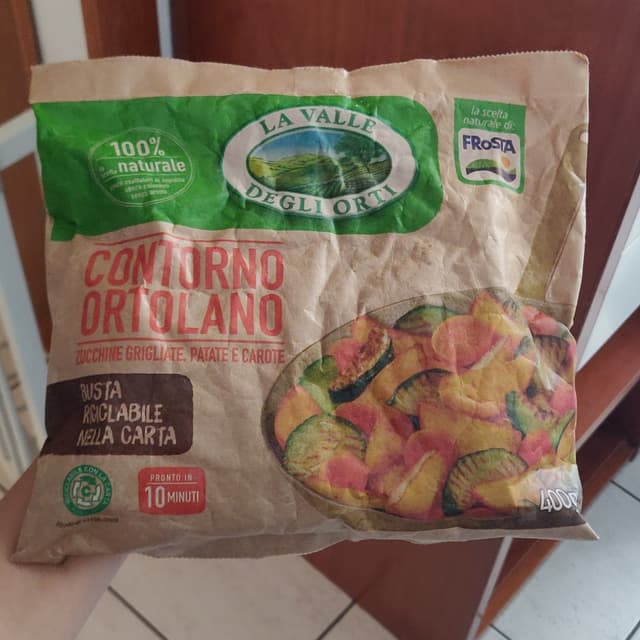 LA VALLE
DEGLI ORTI
100%
naturale
la scelta
naturale di
FROSTA
CONTORNO
ORTOLANO
ZUCCHINE GRIGLIATE, PATATE E CAROTE
BUSTA
RICICLABILE
NELLA CARTA
PRONTO IN
10 MINUTI
400g